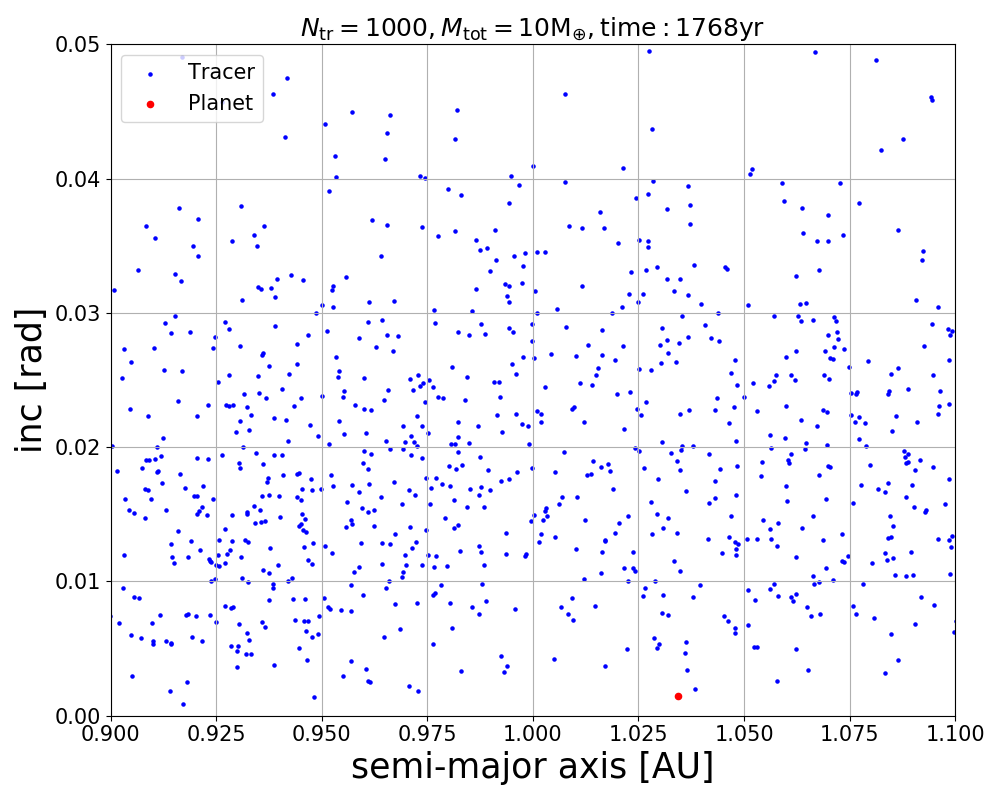 N_tr = 1000, M_tot = 10M_⊕, time : 1768yr
Tracer
Planet
inc [rad]
0.05
0.04
0.03
0.02
0.01
0.00
0.900 0.925 0.950 0.975 1.000 1.025 1.050 1.075 1.100
semi-major axis [AU]